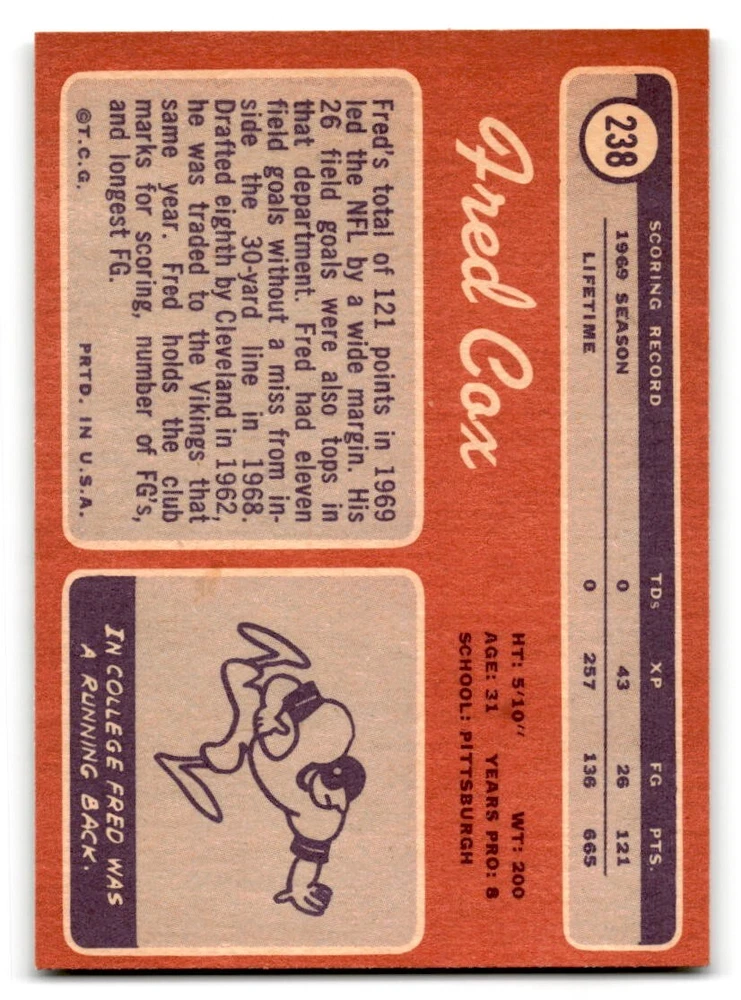 238
SCORING RECORD TDs XP FG PTS.
1969 SEASON 0 43 26 121
LIFETIME 0 257 136 665
Fred Cox
HT: 5'10" WT: 200
AGE: 31 YEARS PRO: 8
SCHOOL: PITTSBURGH
Fred's total of 121 points in 1969
led the NFL by a wide margin. His
26 field goals were also tops in
that department. Fred had eleven
field goals without a miss from in-
side the 30-yard line in 1968.
Drafted eighth by Cleveland in 1962,
he was traded to the Vikings that
same year. Fred holds the club
marks for scoring, number of FG's,
and longest FG.
©T.C.G. PRTD. IN U.S.A.
IN COLLEGE FRED WAS
A RUNNING BACK.